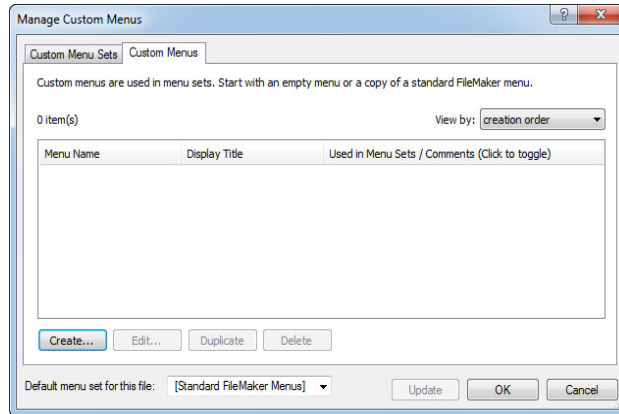 Manage Custom Menus
Custom Menu Sets Custom Menus
Custom menus are used in menu sets. Start with an empty menu or a copy of a standard FileMaker menu.
0 item(s) View by: creation order
Menu Name Display Title Used in Menu Sets / Comments (Click to toggle)
Create... Edit... Duplicate Delete
Default menu set for this file: [Standard FileMaker Menus] Update OK Cancel